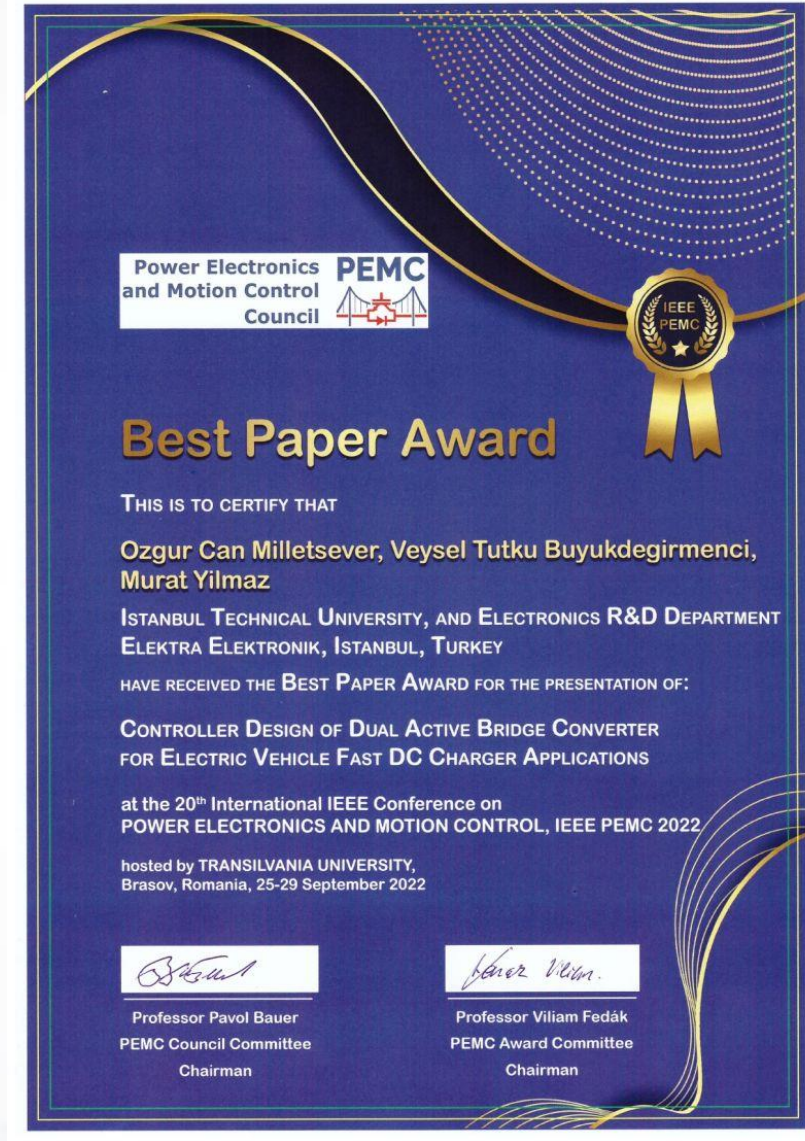 Power Electronics
and Motion Control
Council
PEMC
IEEE
PEMC
Best Paper Award
THIS IS TO CERTIFY THAT
Ozgur Can Milletsever, Veysel Tutku Buyukdegirmenci,
Murat Yilmaz
ISTANBUL TECHNICAL UNIVERSITY, AND ELECTRONICS R&D DEPARTMENT
ELEKTRA ELEKTRONIK, ISTANBUL, TURKEY
HAVE RECEIVED THE BEST PAPER AWARD FOR THE PRESENTATION OF:
CONTROLLER DESIGN OF DUAL ACTIVE BRIDGE CONVERTER
FOR ELECTRIC VEHICLE FAST DC CHARGER APPLICATIONS
at the 20th International IEEE Conference on
POWER ELECTRONICS AND MOTION CONTROL, IEEE PEMC 2022
hosted by TRANSILVANIA UNIVERSITY,
Brasov, Romania, 25-29 September 2022
Professor Pavol Bauer
PEMC Council Committee
Chairman
Professor Viliam Fedák
PEMC Award Committee
Chairman